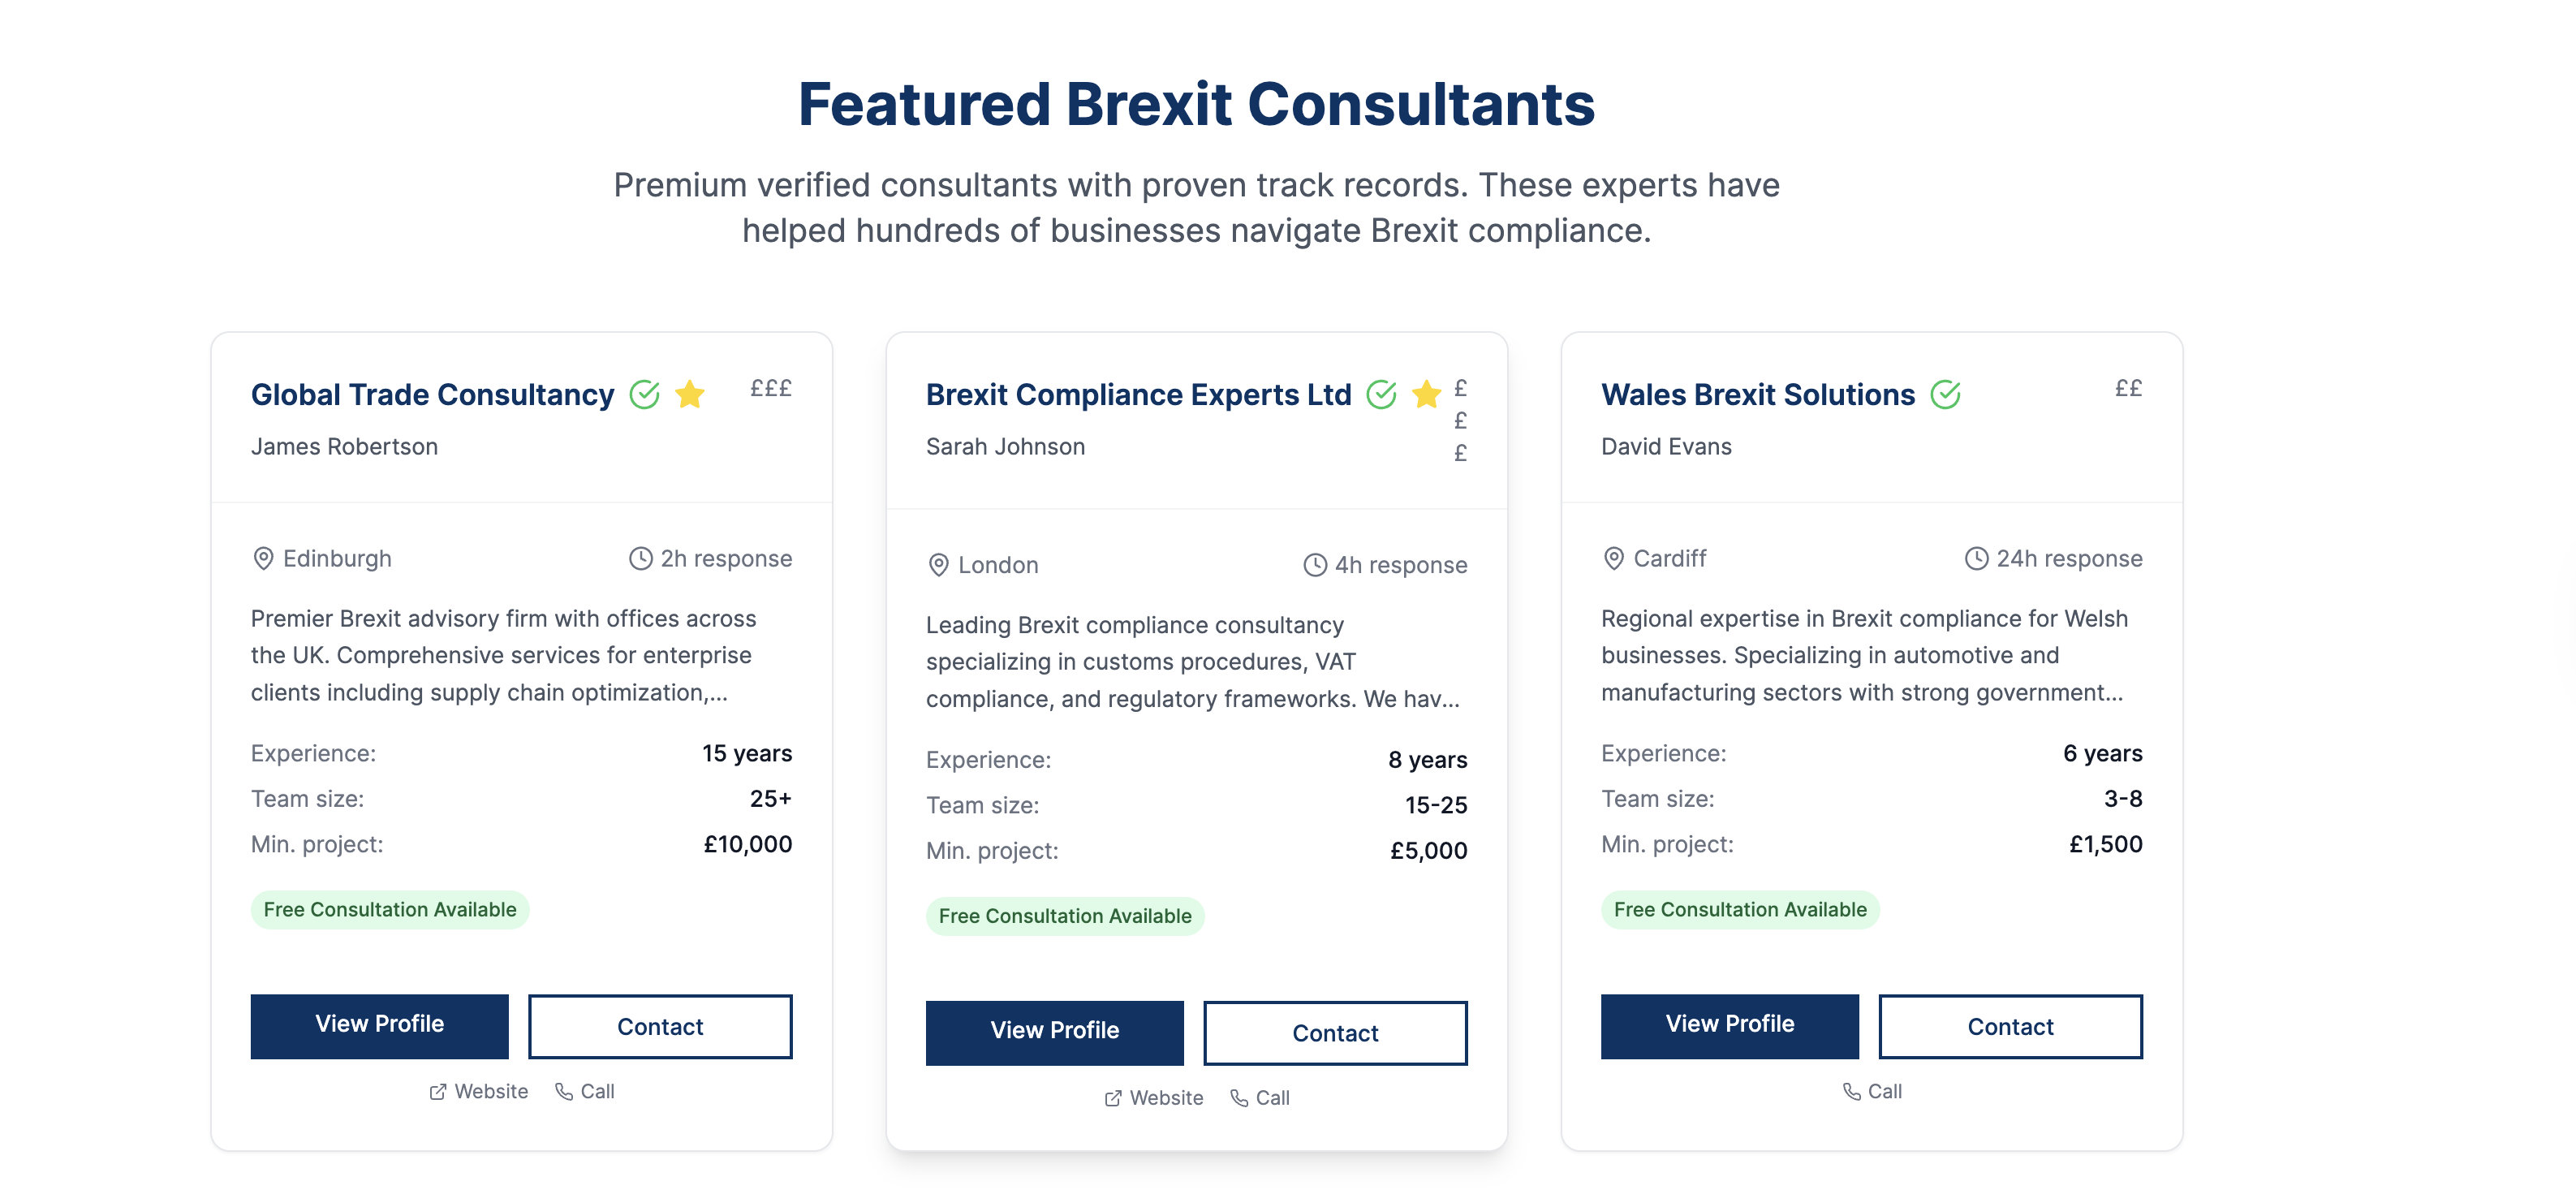 Featured Brexit Consultants
Premium verified consultants with proven track records. These experts have
helped hundreds of businesses navigate Brexit compliance.
Global Trade Consultancy £££
James Robertson
Edinburgh 2h response
Premier Brexit advisory firm with offices across
the UK. Comprehensive services for enterprise
clients including supply chain optimization,...
Experience: 15 years
Team size: 25+
Min. project: £10,000
Free Consultation Available
View Profile Contact
Website Call
Brexit Compliance Experts Ltd £
£
£
Sarah Johnson
London 4h response
Leading Brexit compliance consultancy
specializing in customs procedures, VAT
compliance, and regulatory frameworks. We hav...
Experience: 8 years
Team size: 15-25
Min. project: £5,000
Free Consultation Available
View Profile Contact
Website Call
Wales Brexit Solutions ££
David Evans
Cardiff 24h response
Regional expertise in Brexit compliance for Welsh
businesses. Specializing in automotive and
manufacturing sectors with strong government...
Experience: 6 years
Team size: 3-8
Min. project: £1,500
Free Consultation Available
View Profile Contact
Call